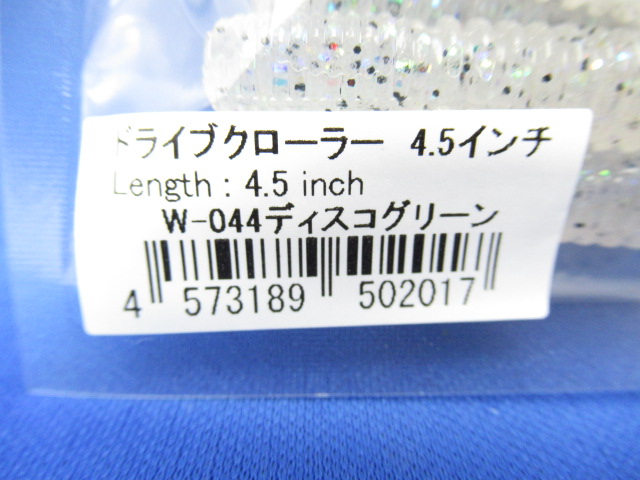 ドライブクローラー 4.5インチ
Length : 4.5 inch
W-044ディスコグリーン
4 573189 502017